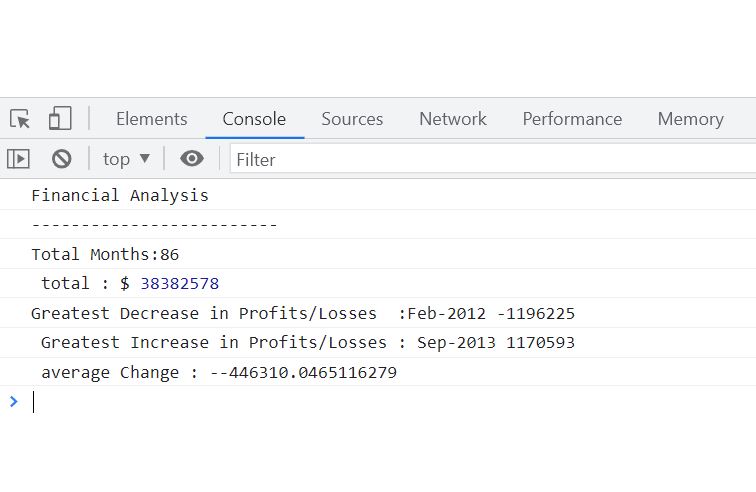 Elements Console Sources Network Performance Memory
top ▼ Filter
Financial Analysis
-------------------------
Total Months:86
total : $ 38382578
Greatest Decrease in Profits/Losses  :Feb-2012 -1196225
Greatest Increase in Profits/Losses : Sep-2013 1170593
average Change : --446310.0465116279